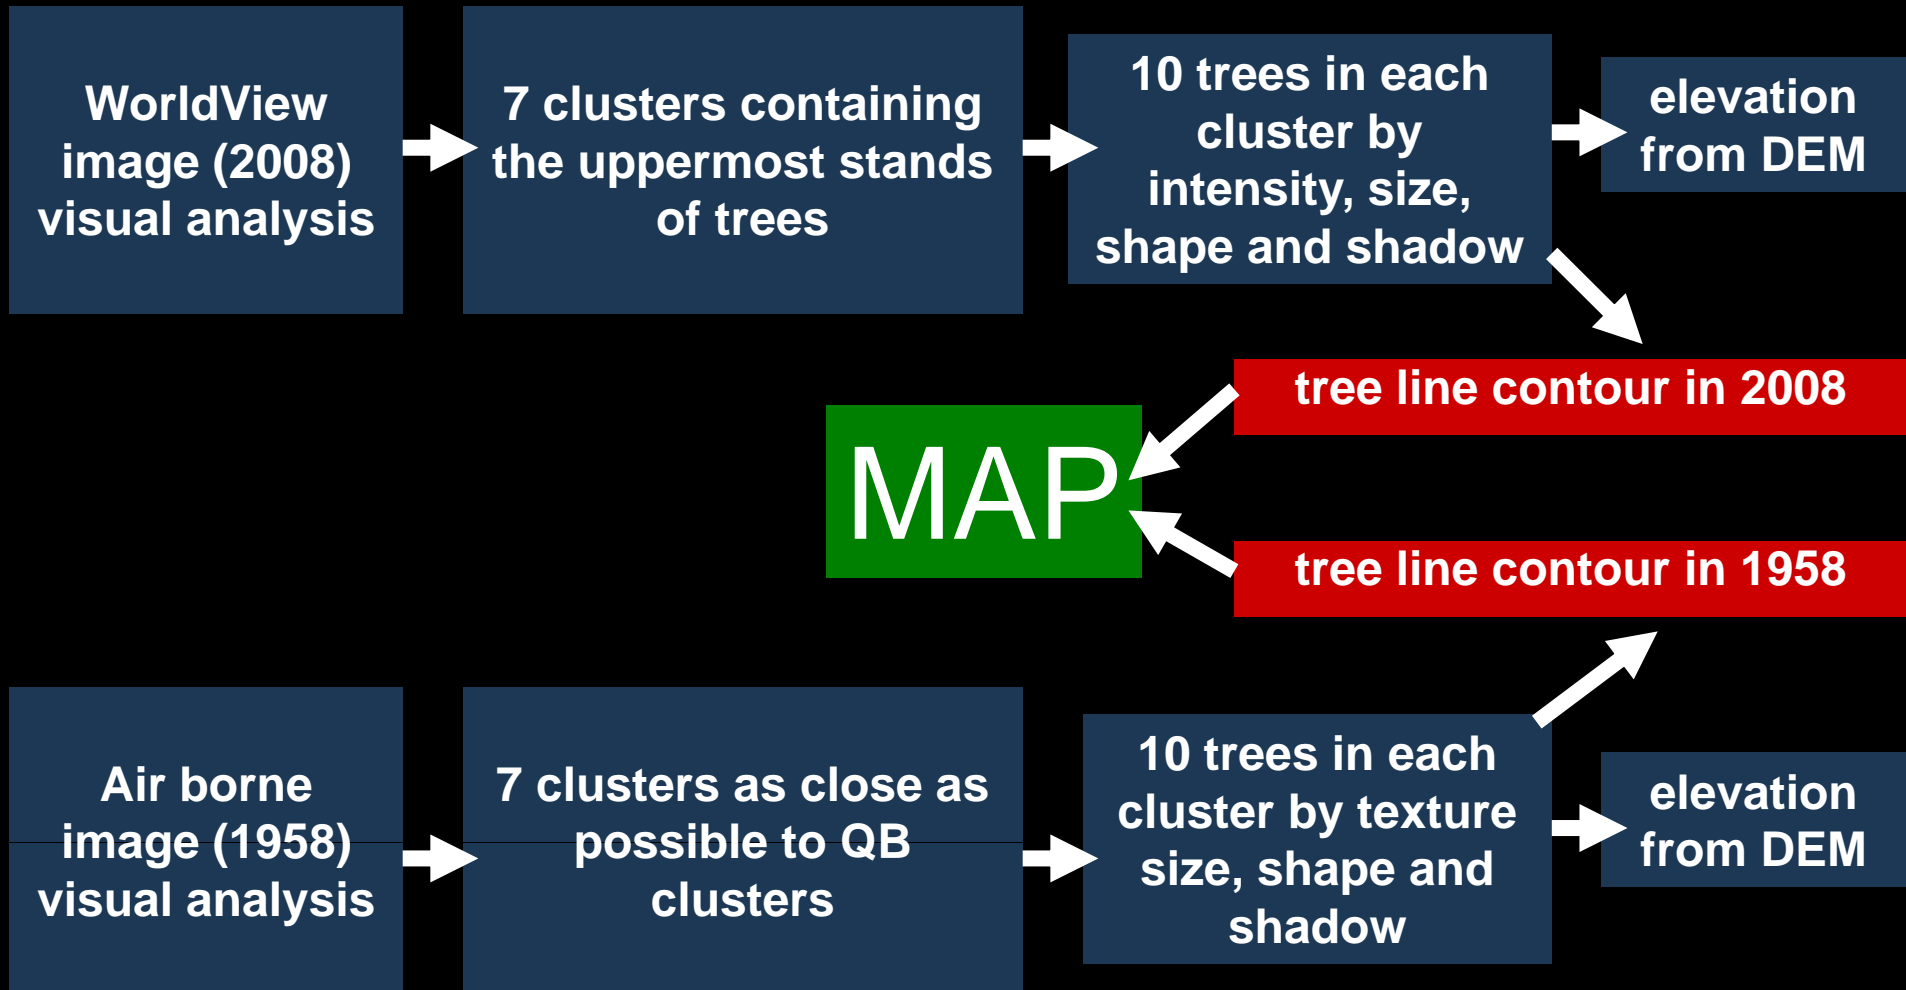 WorldView
image (2008)
visual analysis
7 clusters containing
the uppermost stands
of trees
10 trees in each
cluster by
intensity, size,
shape and shadow
elevation
from DEM
tree line contour in 2008
MAP
tree line contour in 1958
Air borne
image (1958)
visual analysis
7 clusters as close as
possible to QB
clusters
10 trees in each
cluster by texture
size, shape and
shadow
elevation
from DEM